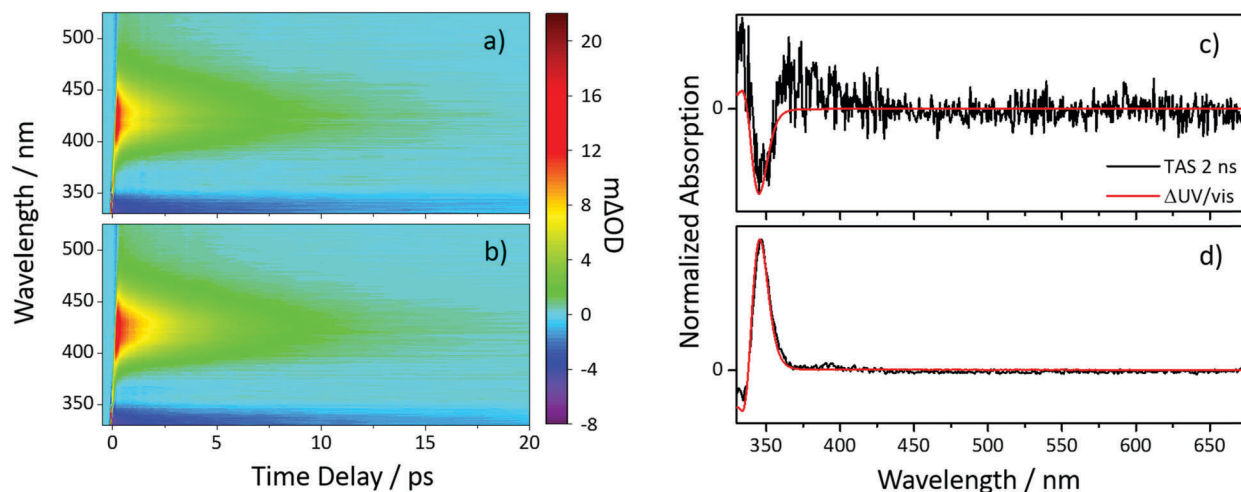 a)
500
450
400
350
b)
500
450
400
350
Wavelength / nm
0
5
10
15
20
Time Delay / ps
20
16
12
8
4
0
-4
-8
mΔOD
c)
0
TAS 2 ns
ΔUV/vis
d)
0
Normalized Absorption
350
400
450
500
550
600
650
Wavelength / nm